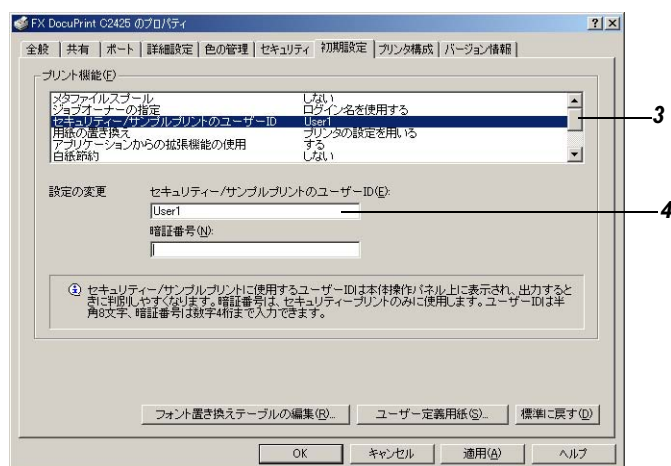 FX DocuPrint C2425 のプロパティ
全般 共有 ポート 詳細設定 色の管理 セキュリティ 初期設定 プリンタ構成 バージョン情報
プリント機能(F)
メタファイルスプール しない
ジョブオーナーの指定 ログイン名を使用する
セキュリティー/サンプルプリントのユーザーID User1
用紙の置き換え プリンタの設定を用いる
アプリケーションからの拡張機能の使用 する
白紙節約 しない
3
設定の変更 セキュリティー/サンプルプリントのユーザーID(E):
User1
4
暗証番号(N):
セキュリティー/サンプルプリントに使用するユーザーIDは本体操作パネル上に表示され、出力すると
きに判別しやすくなります。暗証番号は、セキュリティープリントのみに使用します。ユーザーIDは半
角8文字、暗証番号は数字4桁まで入力できます。
フォント置き換えテーブルの編集(R)... ユーザー定義用紙(S)... 標準に戻す(D)
OK キャンセル 適用(A) ヘルプ